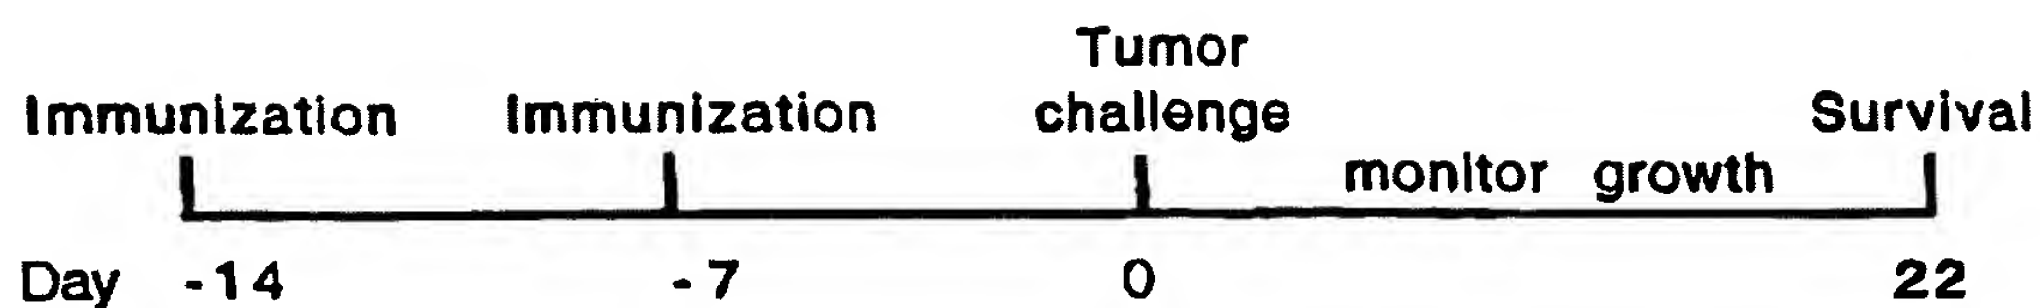 Tumor
Immunization Immunization challenge Survival
monitor growth
Day -14 -7 0 22